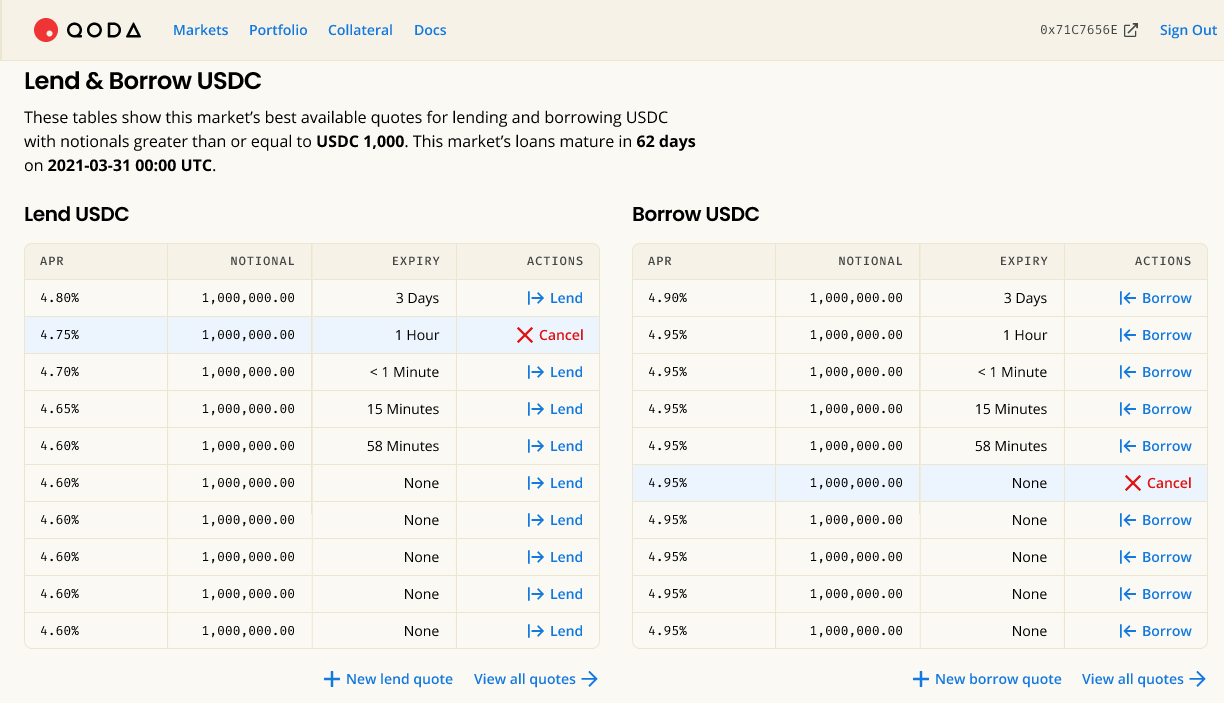 QODA Markets Portfolio Collateral Docs 0x71C7656E Sign Out
Lend & Borrow USDC
These tables show this market’s best available quotes for lending and borrowing USDC
with notionals greater than or equal to USDC 1,000. This market’s loans mature in 62 days
on 2021-03-31 00:00 UTC.
Lend USDC
APR NOTIONAL EXPIRY ACTIONS
4.80% 1,000,000.00 3 Days Lend
4.75% 1,000,000.00 1 Hour Cancel
4.70% 1,000,000.00 < 1 Minute Lend
4.65% 1,000,000.00 15 Minutes Lend
4.60% 1,000,000.00 58 Minutes Lend
4.60% 1,000,000.00 None Lend
4.60% 1,000,000.00 None Lend
4.60% 1,000,000.00 None Lend
4.60% 1,000,000.00 None Lend
4.60% 1,000,000.00 None Lend
New lend quote View all quotes
Borrow USDC
APR NOTIONAL EXPIRY ACTIONS
4.90% 1,000,000.00 3 Days Borrow
4.95% 1,000,000.00 1 Hour Borrow
4.95% 1,000,000.00 < 1 Minute Borrow
4.95% 1,000,000.00 15 Minutes Borrow
4.95% 1,000,000.00 58 Minutes Borrow
4.95% 1,000,000.00 None Cancel
4.95% 1,000,000.00 None Borrow
4.95% 1,000,000.00 None Borrow
4.95% 1,000,000.00 None Borrow
4.95% 1,000,000.00 None Borrow
New borrow quote View all quotes